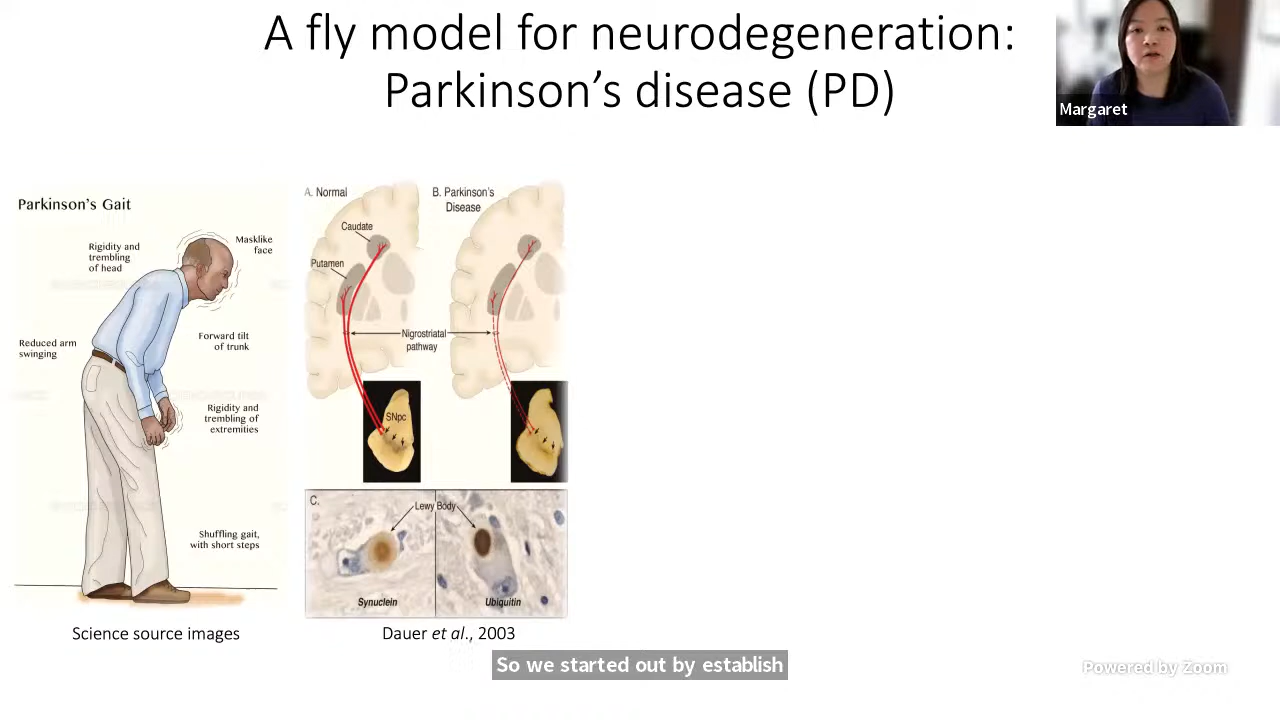 A fly model for neurodegeneration:
Parkinson's disease (PD)
Margaret
Parkinson's Gait
Rigidity and
trembling
of head
Masklike
face
Reduced arm
swinging
Forward tilt
of trunk
Rigidity and
trembling of
extremities
Shuffling gait,
with short steps
Science source images
A. Normal
B. Parkinson's
Disease
Caudate
Putamen
Nigrostriatal
pathway
SNpc
C.
Lewy Body
Synuclein
Ubiquitin
Dauer et al., 2003
So we started out by establish
Powered by Zoom